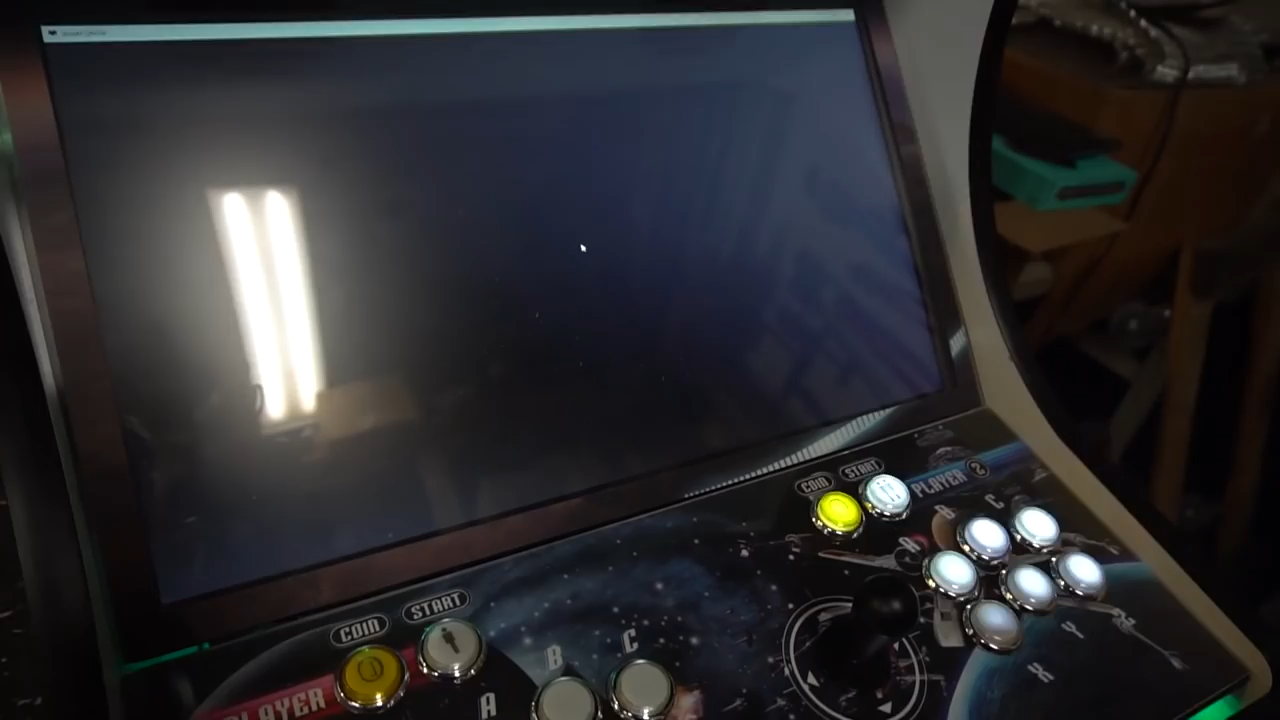 COIN START
PLAYER 2
B C
A
X
Y
COIN START
B C
PLAYER
A